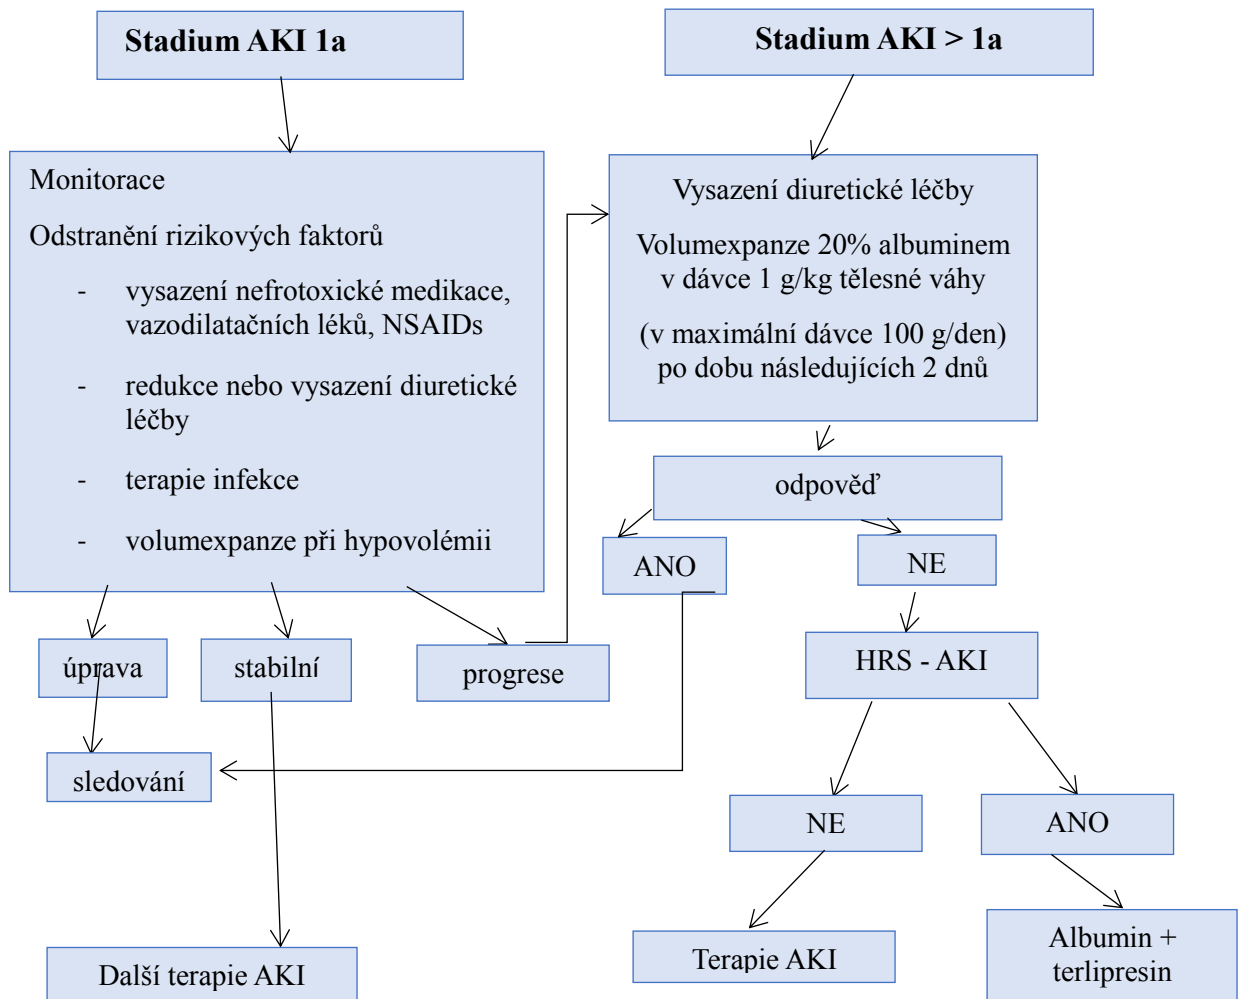 Stadium AKI 1a
Stadium AKI > 1a
Monitorace
Odstranění rizikových faktorů
- vysazení nefrotoxické medikace,
vazodilatačních léků, NSAIDs
- redukce nebo vysazení diuretické
léčby
- terapie infekce
- volumexpanze při hypovolémii
Vysazení diuretické léčby
Volumexpanze 20% albuminem
v dávce 1 g/kg tělesné váhy
(v maximální dávce 100 g/den)
po dobu následujících 2 dnů
odpověď
ANO
NE
úprava
stabilní
progrese
HRS - AKI
sledování
NE
ANO
Další terapie AKI
Terapie AKI
Albumin +
terlipresin